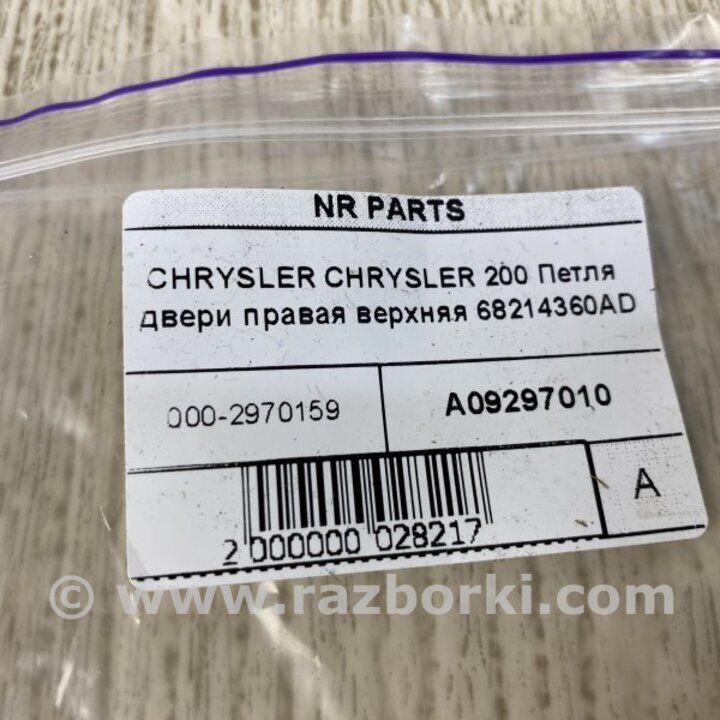 NR PARTS
CHRYSLER CHRYSLER 200 Петля
двери правая верхняя 68214360AD
000-2970159
A09297010
A
2 000000 028217
© www.razborki.com